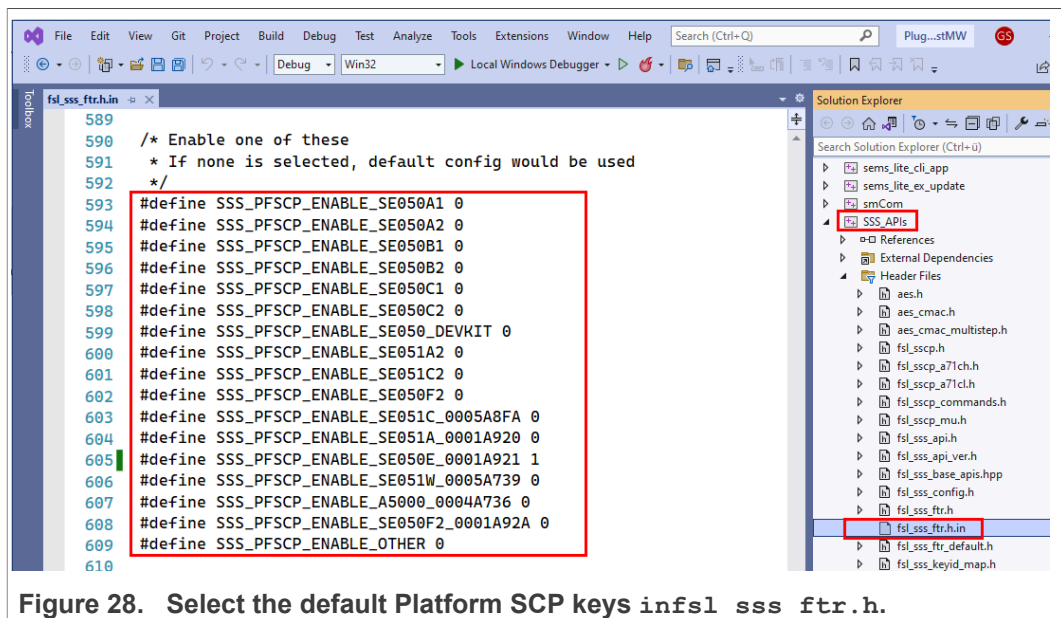 File Edit View Git Project Build Debug Test Analyze Tools Extensions Window Help Search (Ctrl+Q) Plug...stMW GS
Debug Win32 Local Windows Debugger
Toolbox
fsl_sss_ftr.h.in
589
590 /* Enable one of these
591 * If none is selected, default config would be used
592 */
593 #define SSS_PFSCP_ENABLE_SE050A1 0
594 #define SSS_PFSCP_ENABLE_SE050A2 0
595 #define SSS_PFSCP_ENABLE_SE050B1 0
596 #define SSS_PFSCP_ENABLE_SE050B2 0
597 #define SSS_PFSCP_ENABLE_SE050C1 0
598 #define SSS_PFSCP_ENABLE_SE050C2 0
599 #define SSS_PFSCP_ENABLE_SE050_DEVKIT 0
600 #define SSS_PFSCP_ENABLE_SE051A2 0
601 #define SSS_PFSCP_ENABLE_SE051C2 0
602 #define SSS_PFSCP_ENABLE_SE050F2 0
603 #define SSS_PFSCP_ENABLE_SE051C_0005A8FA 0
604 #define SSS_PFSCP_ENABLE_SE051A_0001A920 0
605 #define SSS_PFSCP_ENABLE_SE050E_0001A921 1
606 #define SSS_PFSCP_ENABLE_SE051W_0005A739 0
607 #define SSS_PFSCP_ENABLE_A5000_0004A736 0
608 #define SSS_PFSCP_ENABLE_SE050F2_0001A92A 0
609 #define SSS_PFSCP_ENABLE_OTHER 0
610
Solution Explorer
Search Solution Explorer (Ctrl+ü)
sems_lite_cli_app
sems_lite_ex_update
smCom
SSS_APIs
References
External Dependencies
Header Files
aes.h
aes_cmac.h
aes_cmac_multistep.h
fsl_sscp.h
fsl_sscp_a71ch.h
fsl_sscp_a71cl.h
fsl_sscp_commands.h
fsl_sscp_mu.h
fsl_sss_api.h
fsl_sss_api_ver.h
fsl_sss_base_apis.hpp
fsl_sss_config.h
fsl_sss_ftr.h
fsl_sss_ftr.h.in
fsl_sss_ftr_default.h
fsl_sss_keyid_map.h
Figure 28. Select the default Platform SCP keys infsl sss ftr.h.